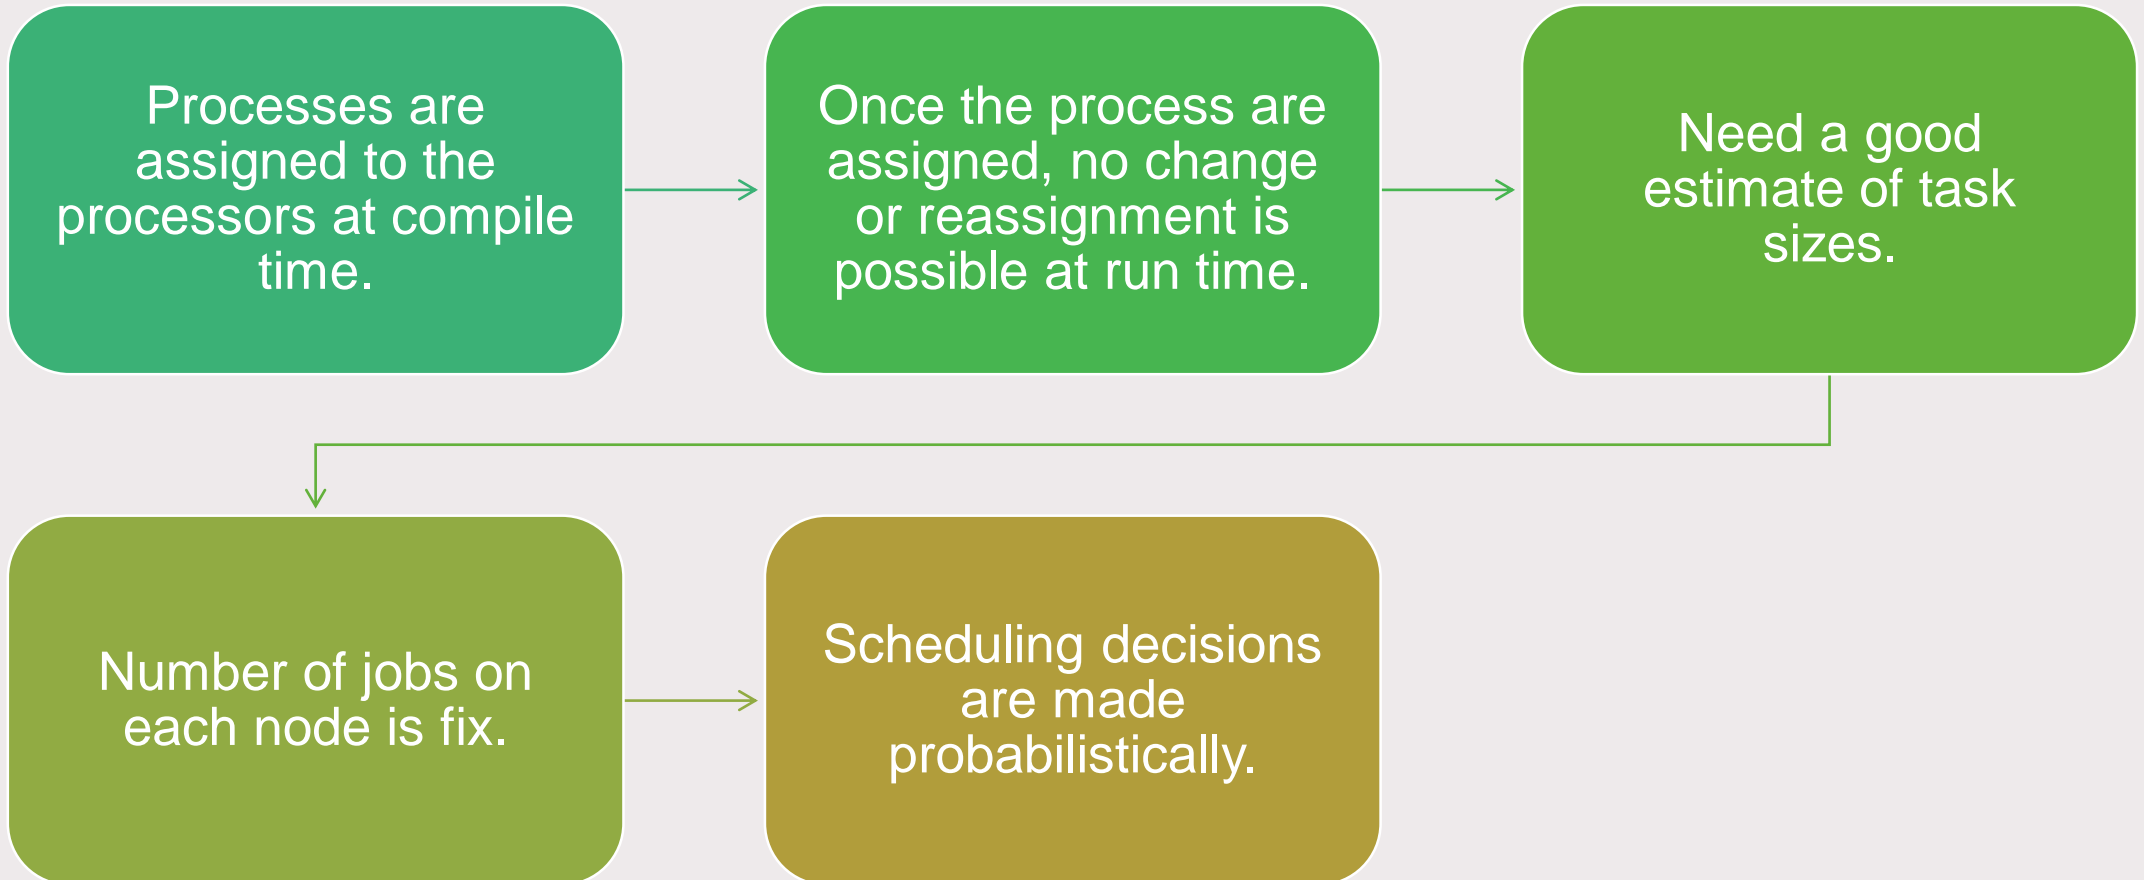 Processes are
assigned to the
processors at compile
time.
Once the process are
assigned, no change
or reassignment is
possible at run time.
Need a good
estimate of task
sizes.
Number of jobs on
each node is fix.
Scheduling decisions
are made
probabilistically.